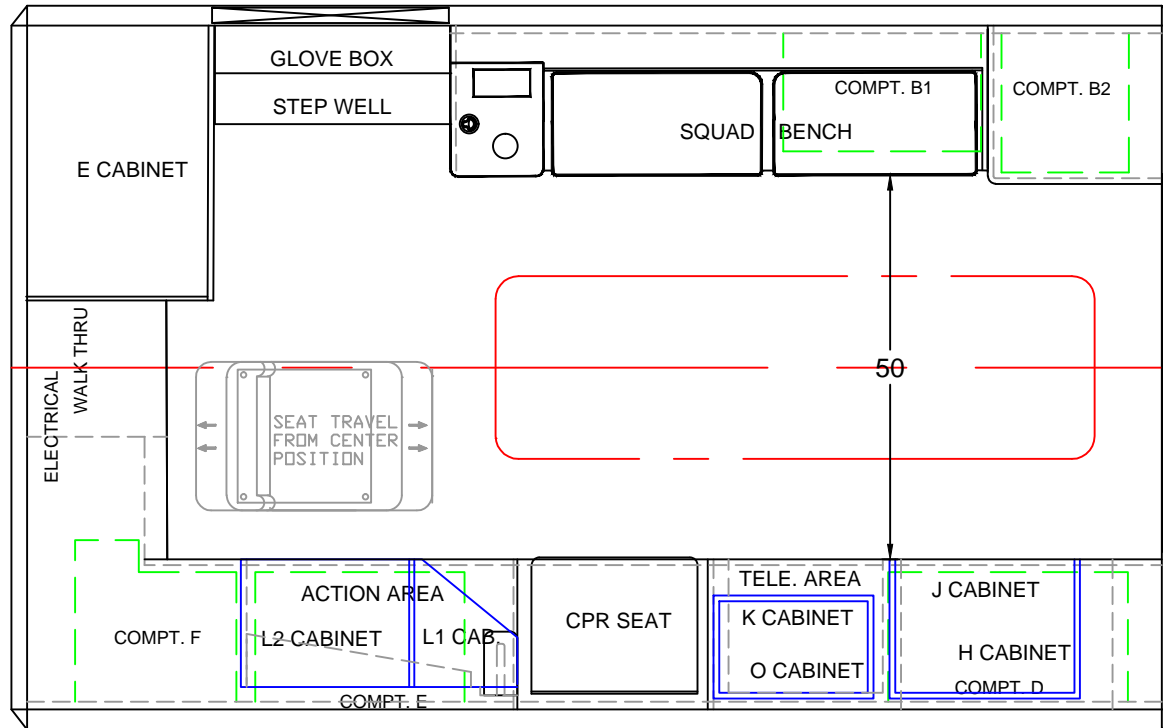 GLOVE BOX
STEP WELL
E CABINET
COMPT. B1
COMPT. B2
SQUAD BENCH
ELECTRICAL
WALK THRU
50
SEAT TRAVEL
FROM CENTER
POSITION
ACTION AREA
TELE. AREA
J CABINET
K CABINET
CPR SEAT
COMPT. F
L2 CABINET
L1 CAB.
H CABINET
O CABINET
COMPT. D
COMPT. E